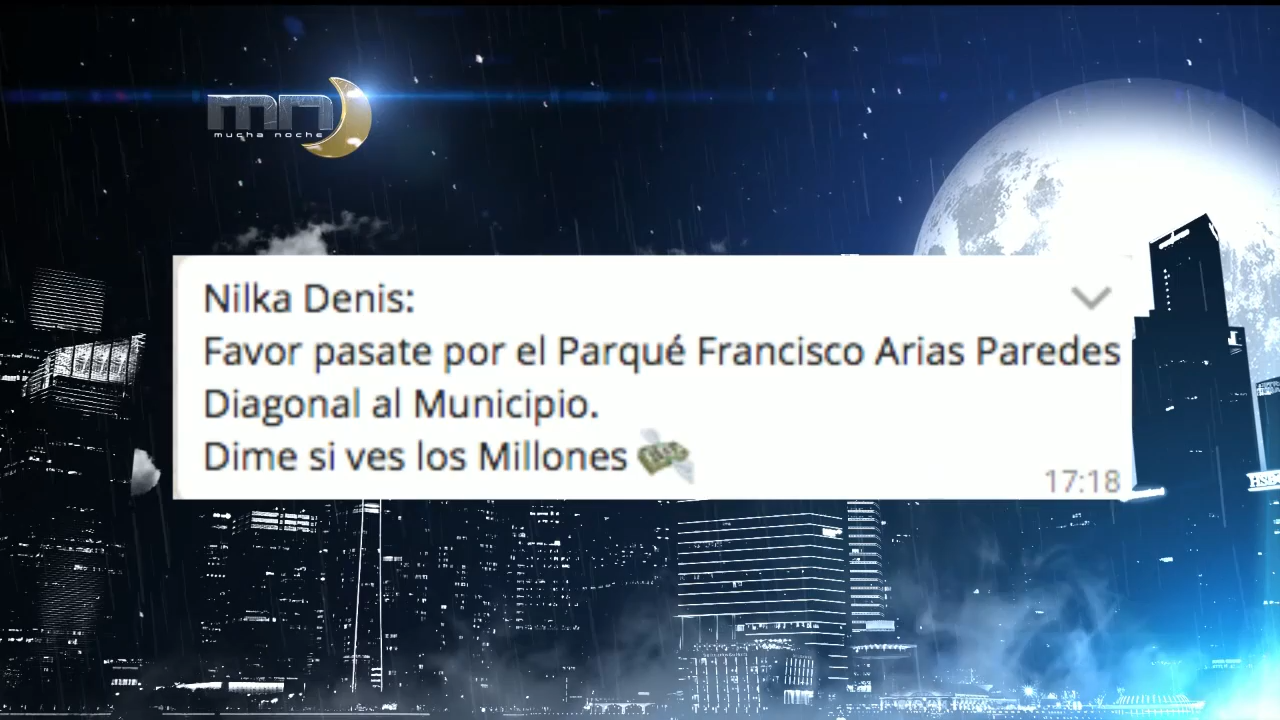 mn
mucha noche
Nilka Denis:
Favor pasate por el Parqué Francisco Arias Paredes
Diagonal al Municipio.
Dime si ves los Millones 💸
17:18
HSBC